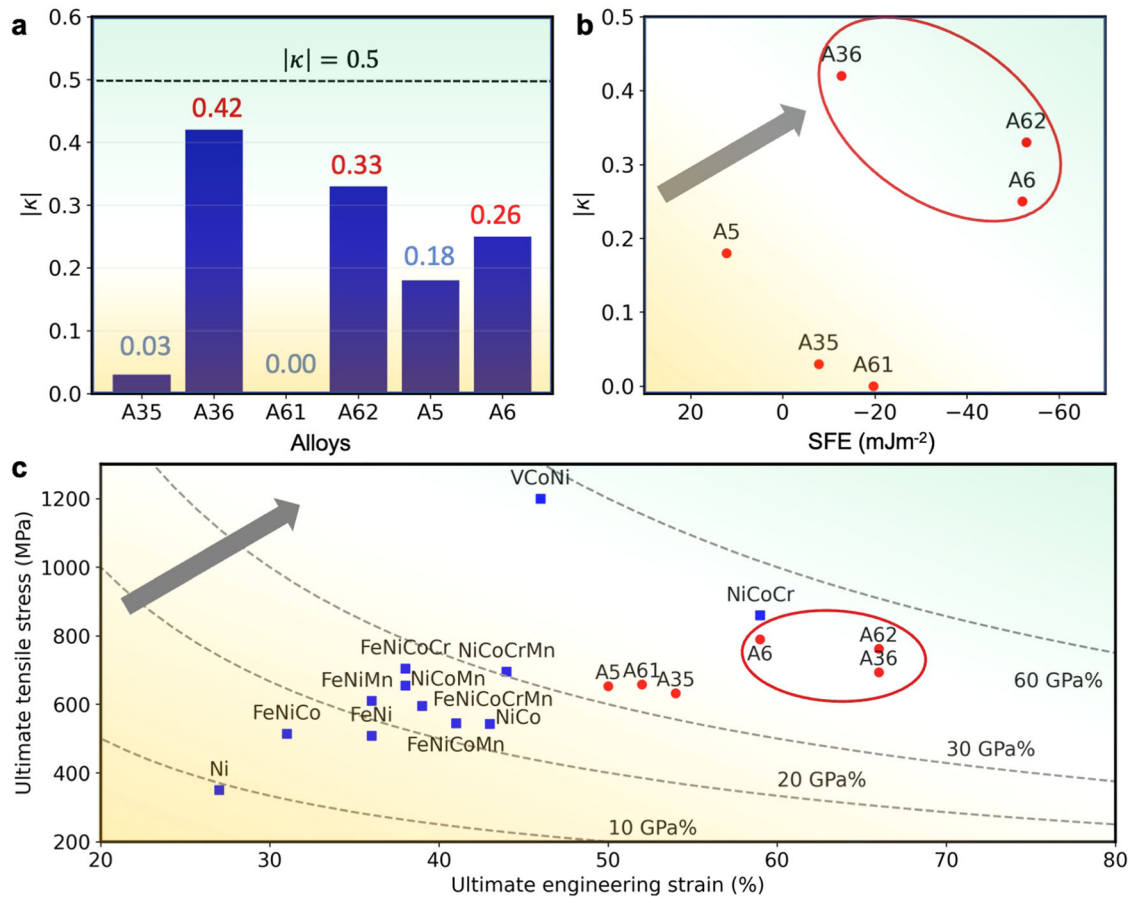 a
0.6
0.5
0.4
0.3
0.2
0.1
0.0
|κ|
|κ| = 0.5
0.03
0.42
0.00
0.33
0.18
0.26
A35 A36 A61 A62 A5 A6
Alloys
b
0.5
0.4
0.3
0.2
0.1
0.0
|κ|
A36
A62
A6
A5
A35
A61
20 0 −20 −40 −60
SFE (mJm⁻²)
c
1200
1000
800
600
400
200
Ultimate tensile stress (MPa)
VCoNi
NiCoCr
FeNiCoCr
NiCoCrMn
A62
A6
A36
A5
A61
A35
FeNiMn
NiCoMn
FeNiCoCrMn
FeNiCo
FeNi
NiCo
FeNiCoMn
Ni
60 GPa%
30 GPa%
20 GPa%
10 GPa%
20 30 40 50 60 70 80
Ultimate engineering strain (%)